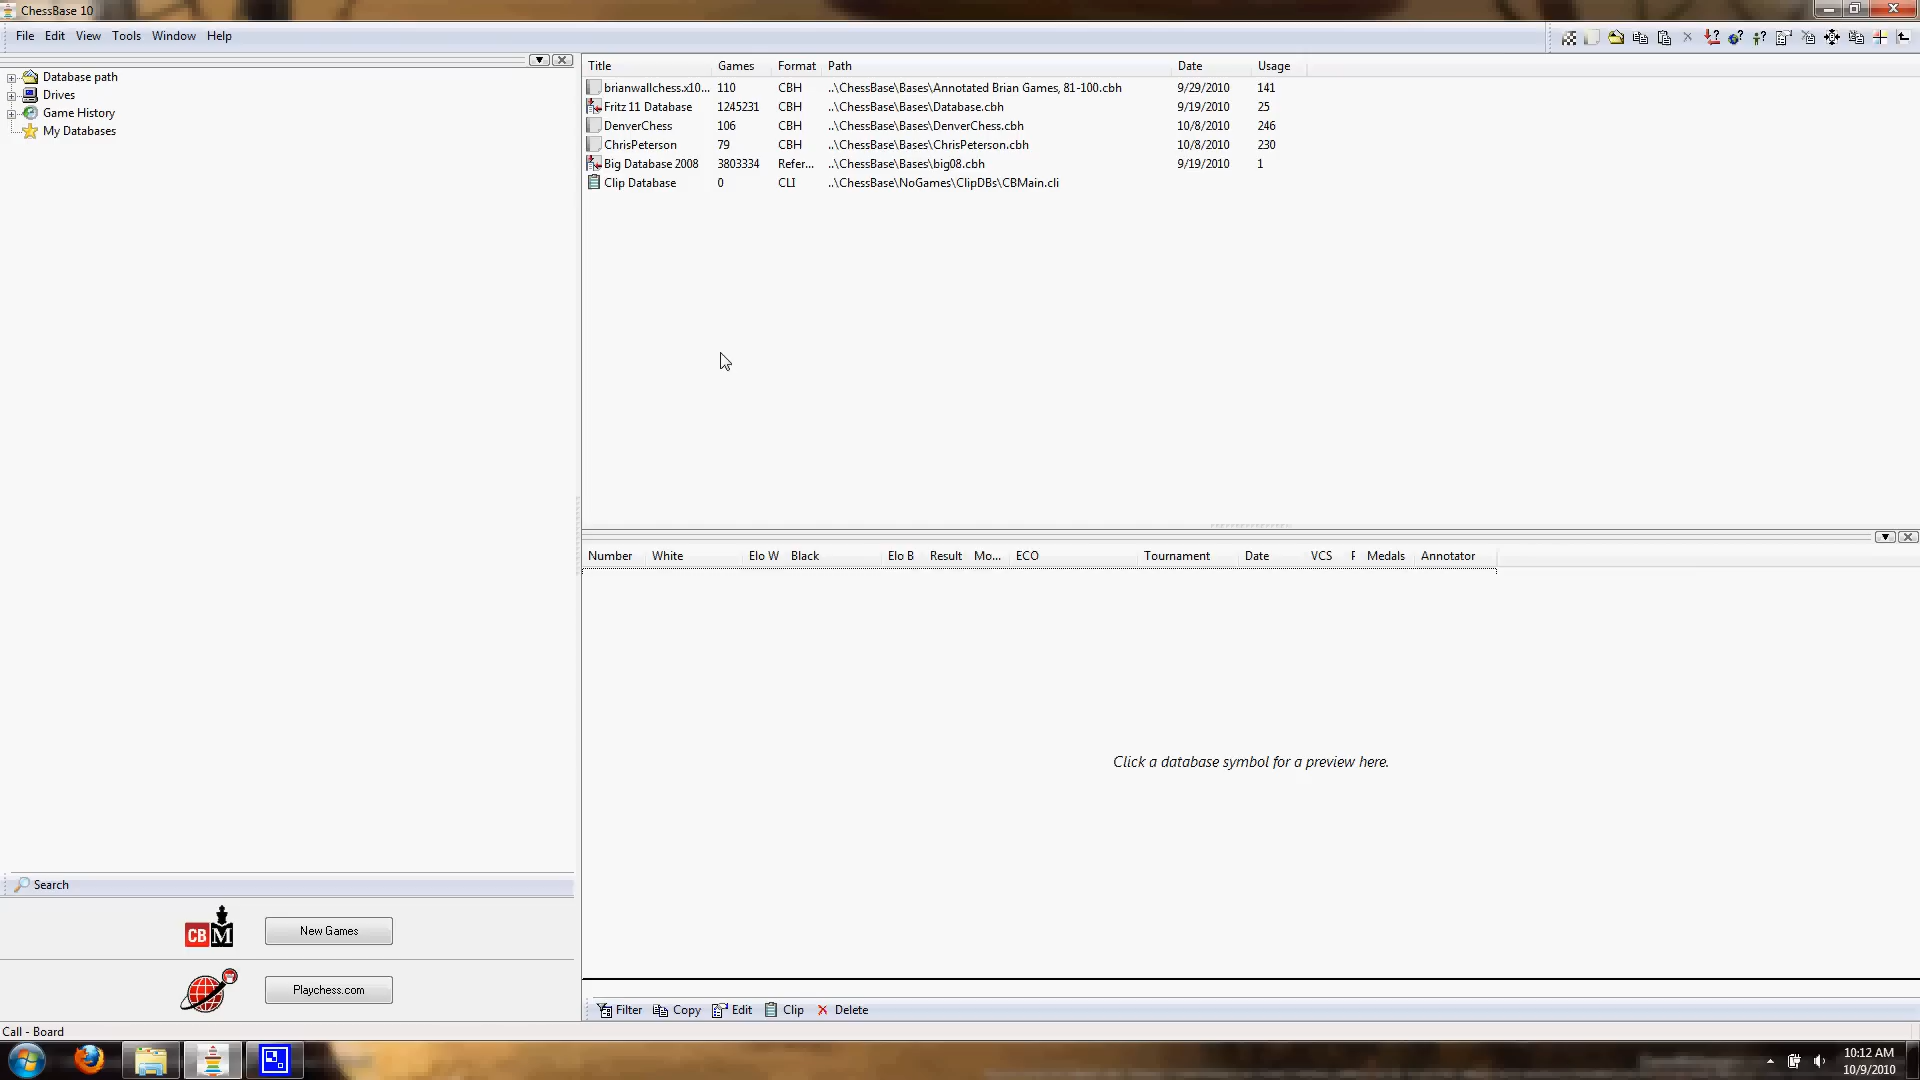 ChessBase 10
File Edit View Tools Window Help
Database path
Drives
Game History
My Databases
Title Games Format Path Date Usage
brianwallchess.x10... 110 CBH ..\ChessBase\Bases\Annotated Brian Games, 81-100.cbh 9/29/2010 141
Fritz 11 Database 1245231 CBH ..\ChessBase\Bases\Database.cbh 9/19/2010 25
DenverChess 106 CBH ..\ChessBase\Bases\DenverChess.cbh 10/8/2010 246
ChrisPeterson 79 CBH ..\ChessBase\Bases\ChrisPeterson.cbh 10/8/2010 230
Big Database 2008 3803334 Refer... ..\ChessBase\Bases\big08.cbh 9/19/2010 1
Clip Database 0 CLI ..\ChessBase\NoGames\ClipDBs\CBMain.cli
Number White Elo W Black Elo B Result Mo... ECO Tournament Date VCS F Medals Annotator
Click a database symbol for a preview here.
Search
CB M New Games
Playchess.com
Filter Copy Edit Clip Delete
Call - Board
10:12 AM
10/9/2010